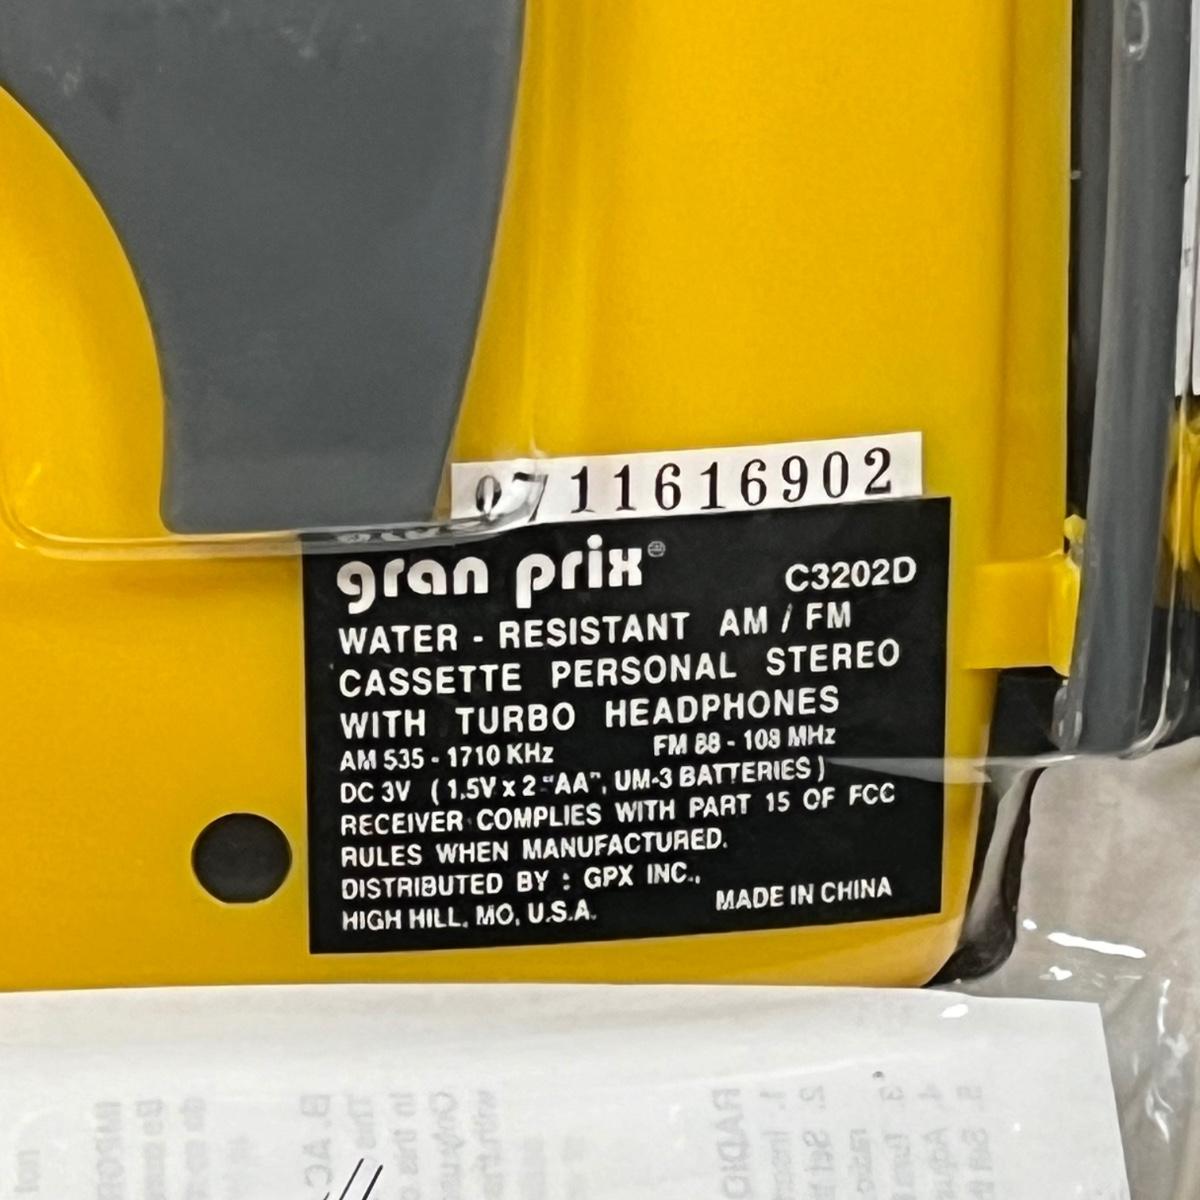 0711616902
gran prix®
C3202D
WATER - RESISTANT AM / FM
CASSETTE PERSONAL STEREO
WITH TURBO HEADPHONES
AM 535 - 1710 KHz FM 88 - 108 MHz
DC 3V ( 1.5V x 2 "AA", UM-3 BATTERIES )
RECEIVER COMPLIES WITH PART 15 OF FCC
RULES WHEN MANUFACTURED.
DISTRIBUTED BY : GPX INC.,
HIGH HILL, MO, U.S.A. MADE IN CHINA